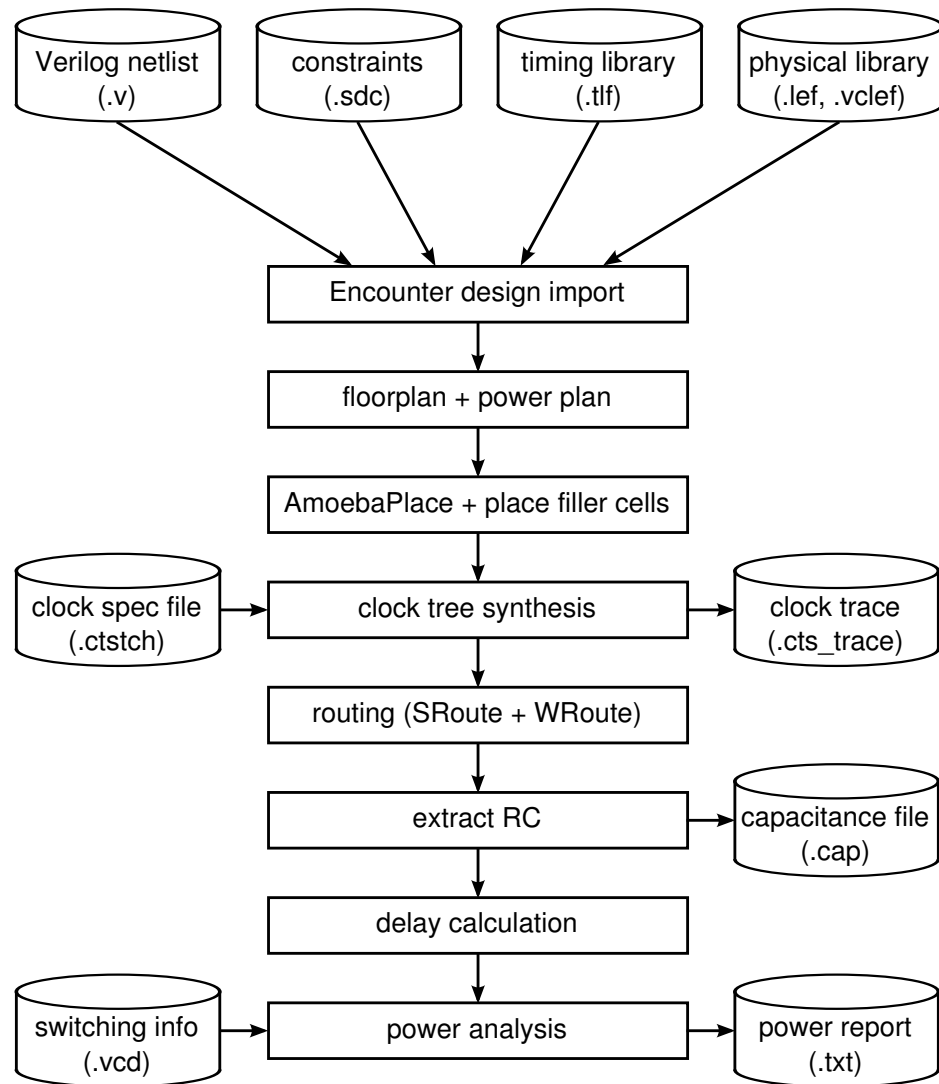 Verilog netlist
(.v)
constraints
(.sdc)
timing library
(.tlf)
physical library
(.lef, .vclef)
Encounter design import
floorplan + power plan
AmoebaPlace + place filler cells
clock spec file
(.ctstch)
clock tree synthesis
clock trace
(.cts_trace)
routing (SRoute + WRoute)
extract RC
capacitance file
(.cap)
delay calculation
switching info
(.vcd)
power analysis
power report
(.txt)